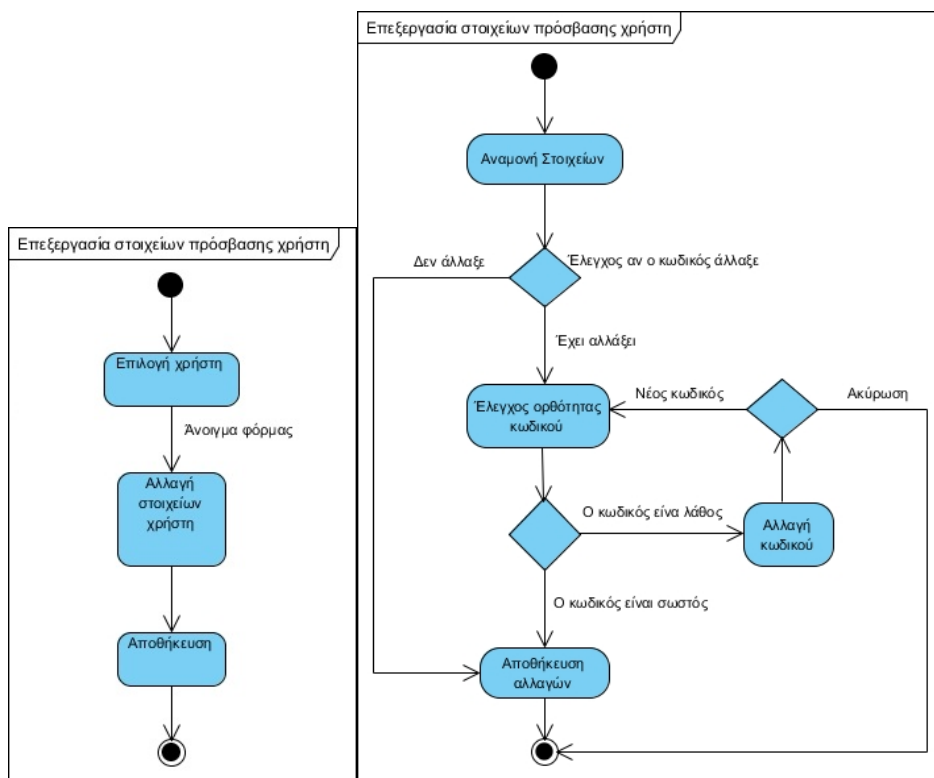 Επεξεργασία στοιχείων πρόσβασης χρήστη
Επιλογή χρήστη
Άνοιγμα φόρμας
Αλλαγή
στοιχείων
χρήστη
Αποθήκευση
Επεξεργασία στοιχείων πρόσβασης χρήστη
Αναμονή Στοιχείων
Δεν άλλαξε
Έλεγχος αν ο κωδικός άλλαξε
Έχει αλλάξει
Έλεγχος ορθότητας
κωδικού
Νέος κωδικός
Ακύρωση
Ο κωδικός είνα λάθος
Αλλαγή
κωδικού
Ο κωδικός είναι σωστός
Αποθήκευση
αλλαγών